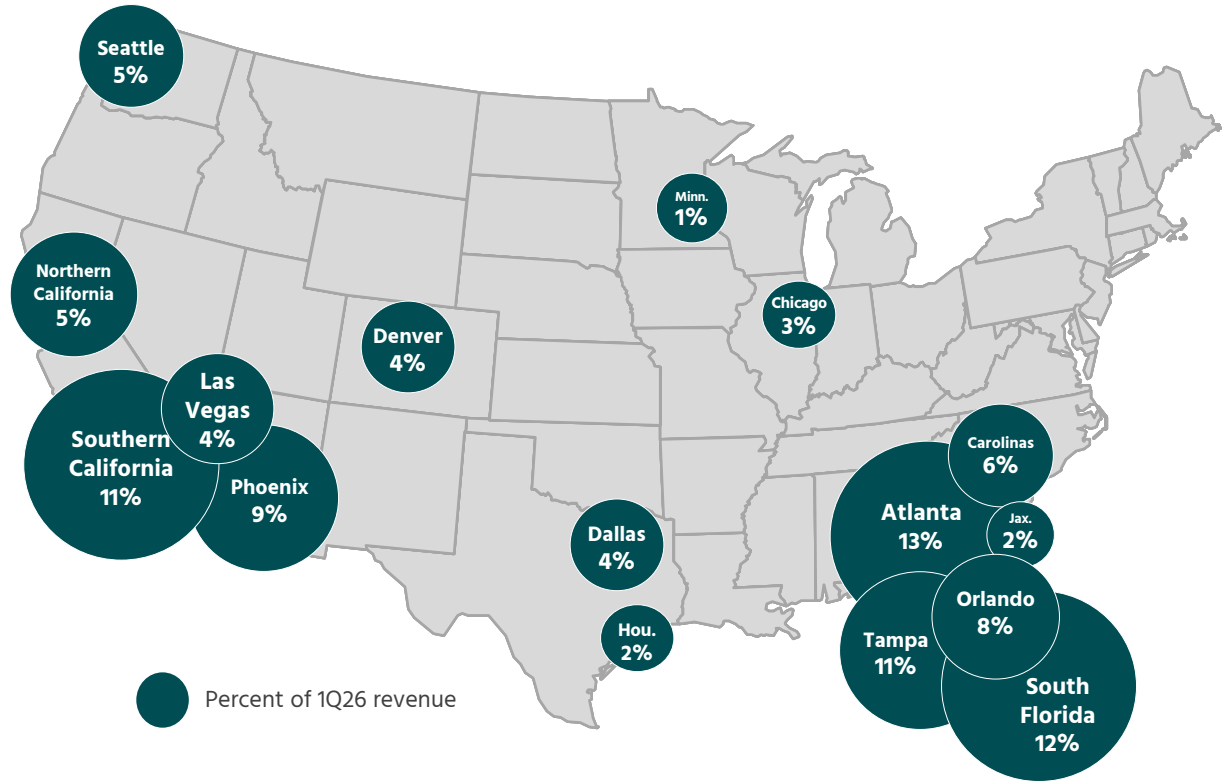 Seattle
5%
Minn.
1%
Northern
California
5%
Chicago
3%
Denver
4%
Las
Vegas
4%
Southern
California
11%
Phoenix
9%
Carolinas
6%
Atlanta
13%
Jax.
2%
Dallas
4%
Orlando
8%
Hou.
2%
Tampa
11%
South
Florida
12%
Percent of 1Q26 revenue